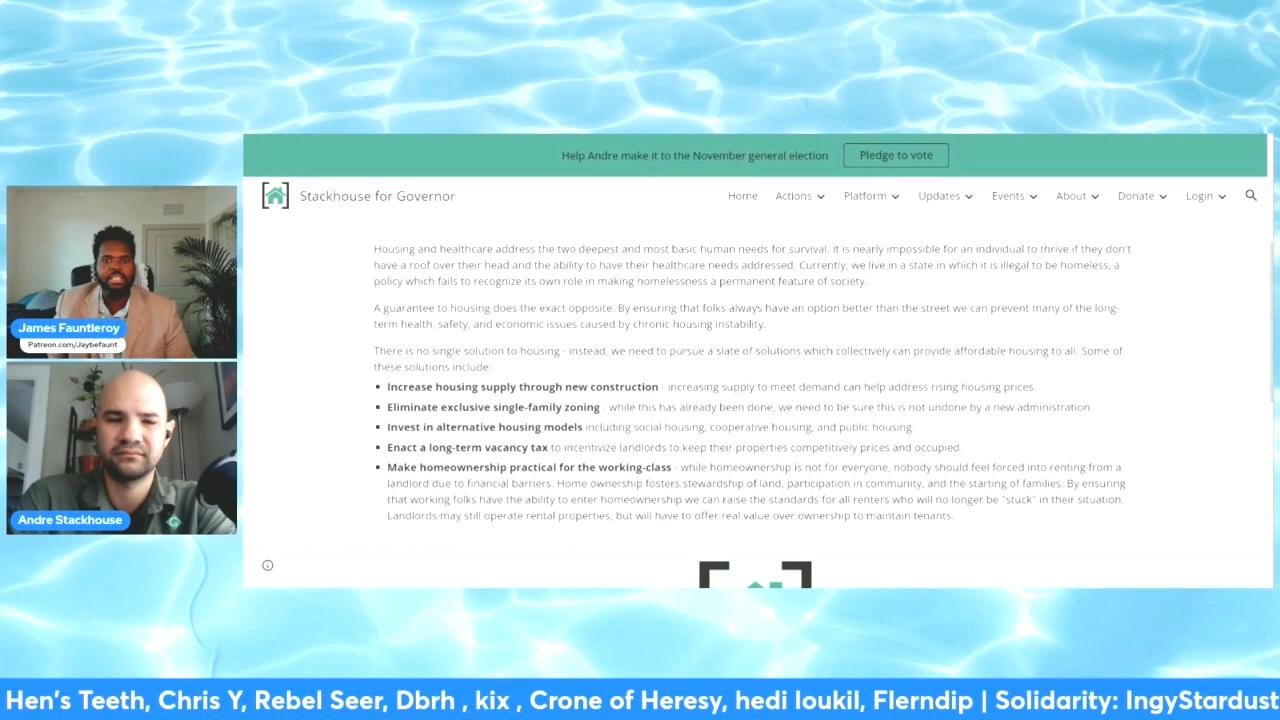 Help Andre make it to the November general election
Pledge to vote
Stackhouse for Governor
Home
Actions
Platform
Updates
Events
About
Donate
Login
Housing and healthcare address the two deepest and most basic human needs for survival. It is nearly impossible for an individual to thrive if they don't
have a roof over their head and the ability to have their healthcare needs addressed. Currently, we live in a state in which it is illegal to be homeless, a
policy which fails to recognize its own role in making homelessness a permanent feature of society.
A guarantee to housing does the exact opposite. By ensuring that folks always have an option better than the street we can prevent many of the long-
term health, safety, and economic issues caused by chronic housing instability.
There is no single solution to housing - instead, we need to pursue a slate of solutions which collectively can provide affordable housing to all. Some of
these solutions include:
▪ Increase housing supply through new construction - increasing supply to meet demand can help address rising housing prices.
▪ Eliminate exclusive single-family zoning - while this has already been done, we need to be sure this is not undone by a new administration.
▪ Invest in alternative housing models including social housing, cooperative housing, and public housing.
▪ Enact a long-term vacancy tax to incentivize landlords to keep their properties competitively prices and occupied.
▪ Make homeownership practical for the working-class - while homeownership is not for everyone, nobody should feel forced into renting from a
landlord due to financial barriers. Home ownership fosters stewardship of land, participation in community, and the starting of families. By ensuring
that working folks have the ability to enter homeownership we can raise the standards for all renters who will no longer be "stuck" in their situation.
Landlords may still operate rental properties, but will have to offer real value over ownership to maintain tenants.
James Fauntleroy
Patreon.com/Jaybefaunt
Andre Stackhouse
Hen's Teeth, Chris Y, Rebel Seer, Dbrh , kix , Crone of Heresy, hedi loukil, Flerndip | Solidarity: IngyStardust